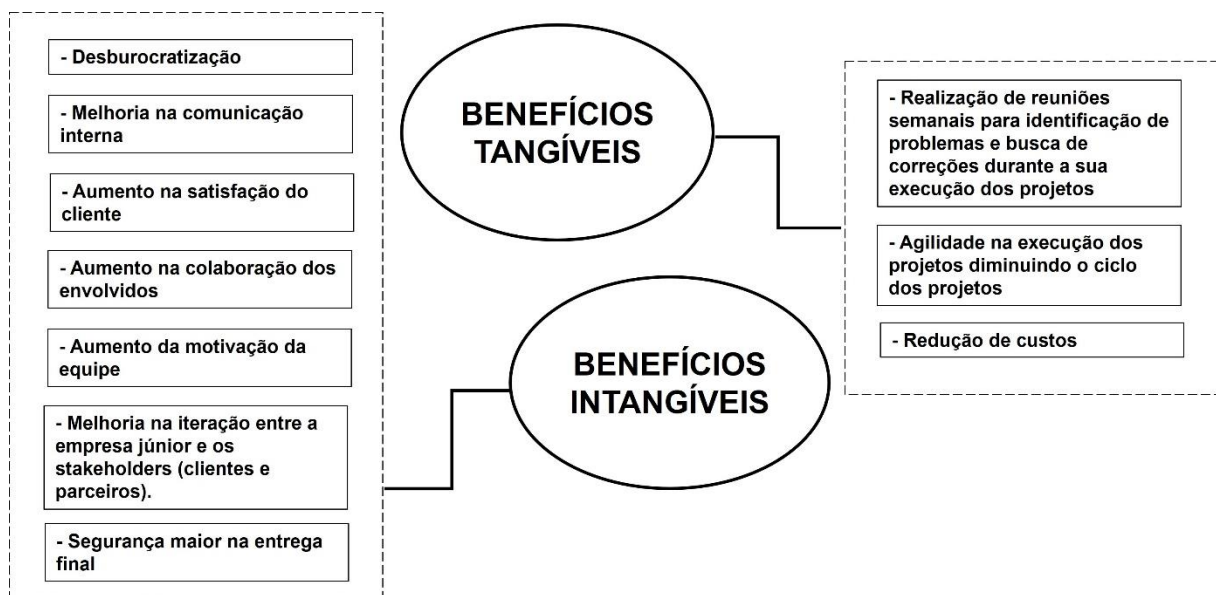 - Desburocratização
- Melhoria na comunicação
interna
- Aumento na satisfação do
cliente
- Aumento na colaboração dos
envolvidos
- Aumento da motivação da
equipe
- Melhoria na iteração entre a
empresa júnior e os
stakeholders (clientes e
parceiros).
- Segurança maior na entrega
final
BENEFÍCIOS
TANGÍVEIS
BENEFÍCIOS
INTANGÍVEIS
- Realização de reuniões
semanais para identificação de
problemas e busca de
correções durante a sua
execução dos projetos
- Agilidade na execução dos
projetos diminuindo o ciclo
dos projetos
- Redução de custos